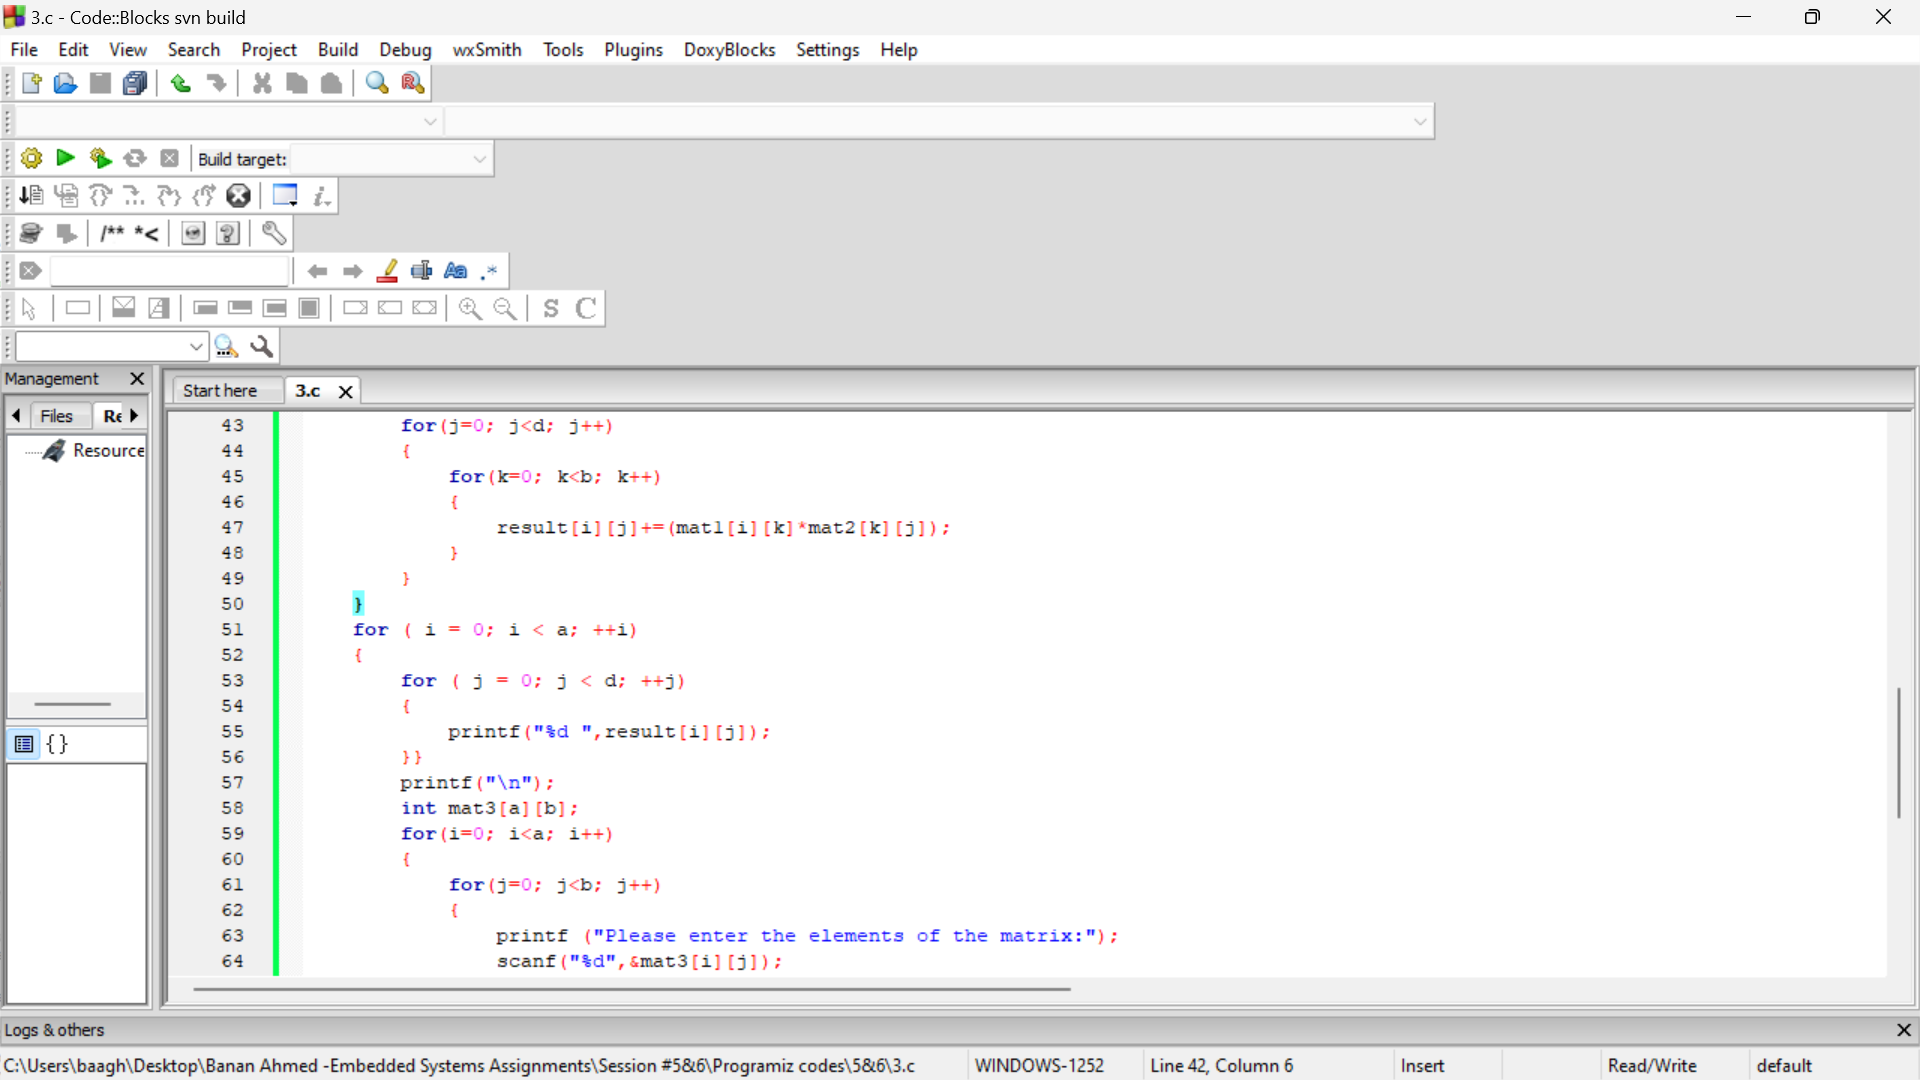 3.c - Code::Blocks svn build
File Edit View Search Project Build Debug wxSmith Tools Plugins DoxyBlocks Settings Help
Build target:
/** *<
Aa .*
S C
Management
Start here 3.c
Files Re
Resource
{}
43 for(j=0; j<d; j++)
44 {
45 for(k=0; k<b; k++)
46 {
47 result[i][j]+=(mat1[i][k]*mat2[k][j]);
48 }
49 }
50 }
51 for ( i = 0; i < a; ++i)
52 {
53 for ( j = 0; j < d; ++j)
54 {
55 printf("%d ",result[i][j]);
56 }}
57 printf("\n");
58 int mat3[a][b];
59 for(i=0; i<a; i++)
60 {
61 for(j=0; j<b; j++)
62 {
63 printf ("Please enter the elements of the matrix:");
64 scanf("%d",&mat3[i][j]);
Logs & others
C:\Users\baagh\Desktop\Banan Ahmed -Embedded Systems Assignments\Session #5&6\Programiz codes\5&6\3.c WINDOWS-1252 Line 42, Column 6 Insert Read/Write default